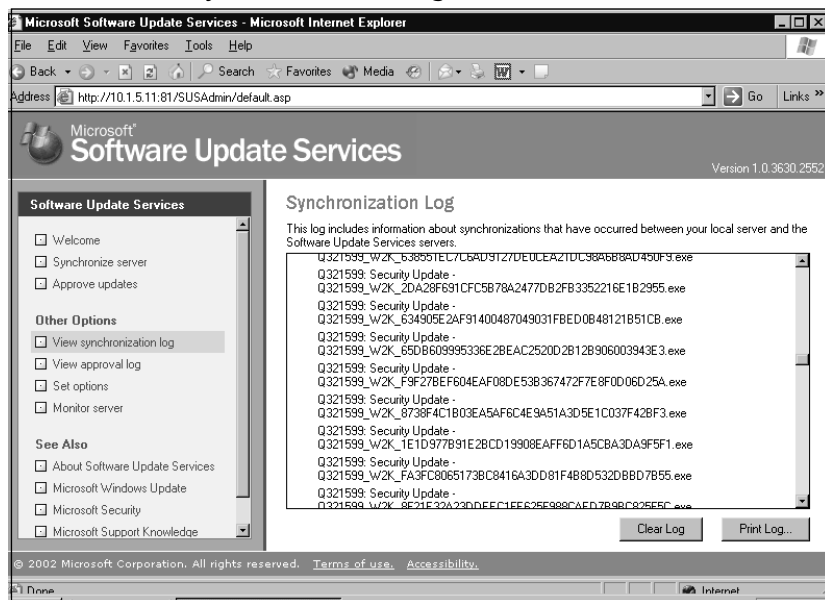 Microsoft Software Update Services - Microsoft Internet Explorer
File Edit View Favorites Tools Help
Back Search Favorites Media
Address http://10.1.5.11:81/SUSAdmin/default.asp Go Links »
Microsoft®
Software Update Services
Version 1.0.3630.2552
Software Update Services
Welcome
Synchronize server
Approve updates
Other Options
View synchronization log
View approval log
Set options
Monitor server
See Also
About Software Update Services
Microsoft Windows Update
Microsoft Security
Microsoft Support Knowledge
Synchronization Log
This log includes information about synchronizations that have occurred between your local server and the
Software Update Services servers.
Q321599_W2K_638551EC7C6AD9127DE0CEA21DC98A6B8AD450F9.exe
Q321599: Security Update -
Q321599_W2K_2DA28F691CFC5B78A2477DB2FB3352216E1B2955.exe
Q321599: Security Update -
Q321599_W2K_634905E2AF91400487049031FBED0B48121B51CB.exe
Q321599: Security Update -
Q321599_W2K_65DB609995336E2BEAC2520D2B12B906003943E3.exe
Q321599: Security Update -
Q321599_W2K_F9F27BEF604EAF08DE53B367472F7E8F0D06D25A.exe
Q321599: Security Update -
Q321599_W2K_8738F4C1B03EA5AF6C4E9A51A3D5E1C037F42BF3.exe
Q321599: Security Update -
Q321599_W2K_1E1D977B91E2BCD19908EAFF6D1A5CBA3DA9F5F1.exe
Q321599: Security Update -
Q321599_W2K_FA3FC8065173BC8416A3DD81F4B8D532DBBD7B55.exe
Q321599: Security Update -
Clear Log Print Log...
© 2002 Microsoft Corporation. All rights reserved. Terms of use. Accessibility.
Done Internet